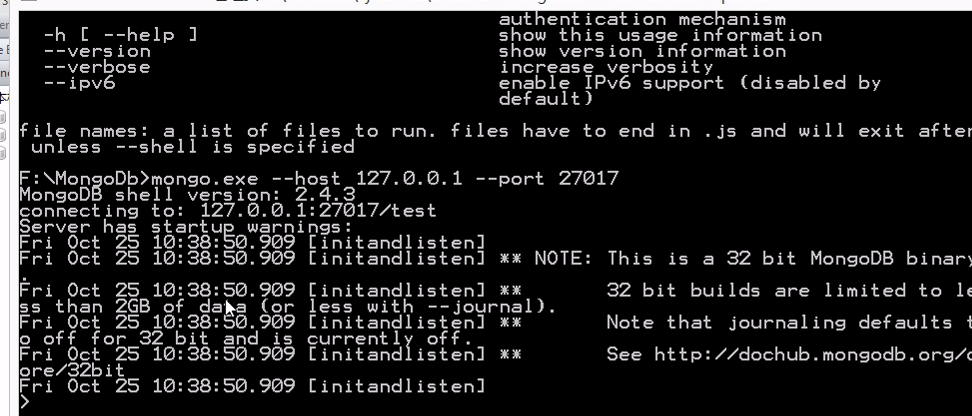 authentication mechanism
-h [ --help ] show this usage information
--version show version information
--verbose increase verbosity
--ipv6 enable IPv6 support (disabled by
default)
file names: a list of files to run. files have to end in .js and will exit after
unless --shell is specified
F:\MongoDb>mongo.exe --host 127.0.0.1 --port 27017
MongoDB shell version: 2.4.3
connecting to: 127.0.0.1:27017/test
Server has startup warnings:
Fri Oct 25 10:38:50.909 [initandlisten]
Fri Oct 25 10:38:50.909 [initandlisten] ** NOTE: This is a 32 bit MongoDB binary
.
Fri Oct 25 10:38:50.909 [initandlisten] ** 32 bit builds are limited to le
ss than 2GB of data (or less with --journal).
Fri Oct 25 10:38:50.909 [initandlisten] ** Note that journaling defaults t
o off for 32 bit and is currently off.
Fri Oct 25 10:38:50.909 [initandlisten] ** See http://dochub.mongodb.org/c
ore/32bit
Fri Oct 25 10:38:50.909 [initandlisten]
>